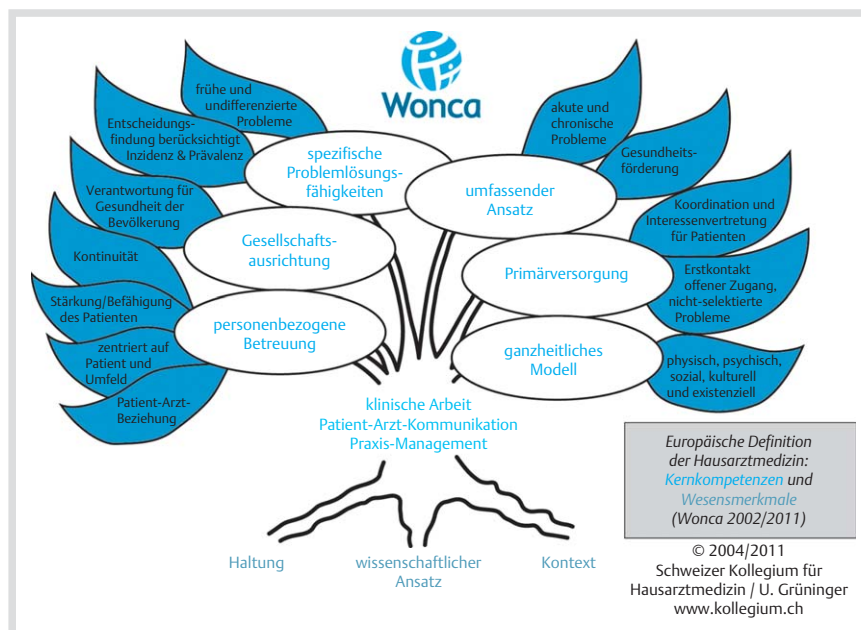 Wonca
frühe und
undifferenzierte
Probleme
Entscheidungs-
findung berücksichtigt
Inzidenz & Prävalenz
Verantwortung für
Gesundheit der
Bevölkerung
Kontinuität
Stärkung/Befähigung
des Patienten
zentriert auf
Patient und
Umfeld
Patient-Arzt-
Beziehung
spezifische
Problemlösungs-
fähigkeiten
Gesellschafts-
ausrichtung
personenbezogene
Betreuung
umfassender
Ansatz
Primärversorgung
ganzheitliches
Modell
akute und
chronische
Probleme
Gesundheits-
förderung
Koordination und
Interessenvertretung
für Patienten
Erstkontakt
offener Zugang,
nicht-selektierte
Probleme
physisch, psychisch,
sozial, kulturell
und existenziell
klinische Arbeit
Patient-Arzt-Kommunikation
Praxis-Management
Haltung
wissenschaftlicher
Ansatz
Kontext
Europäische Definition
der Hausarztmedizin:
Kernkompetenzen und
Wesensmerkmale
(Wonca 2002/2011)
© 2004/2011
Schweizer Kollegium für
Hausarztmedizin / U. Grüninger
www.kollegium.ch